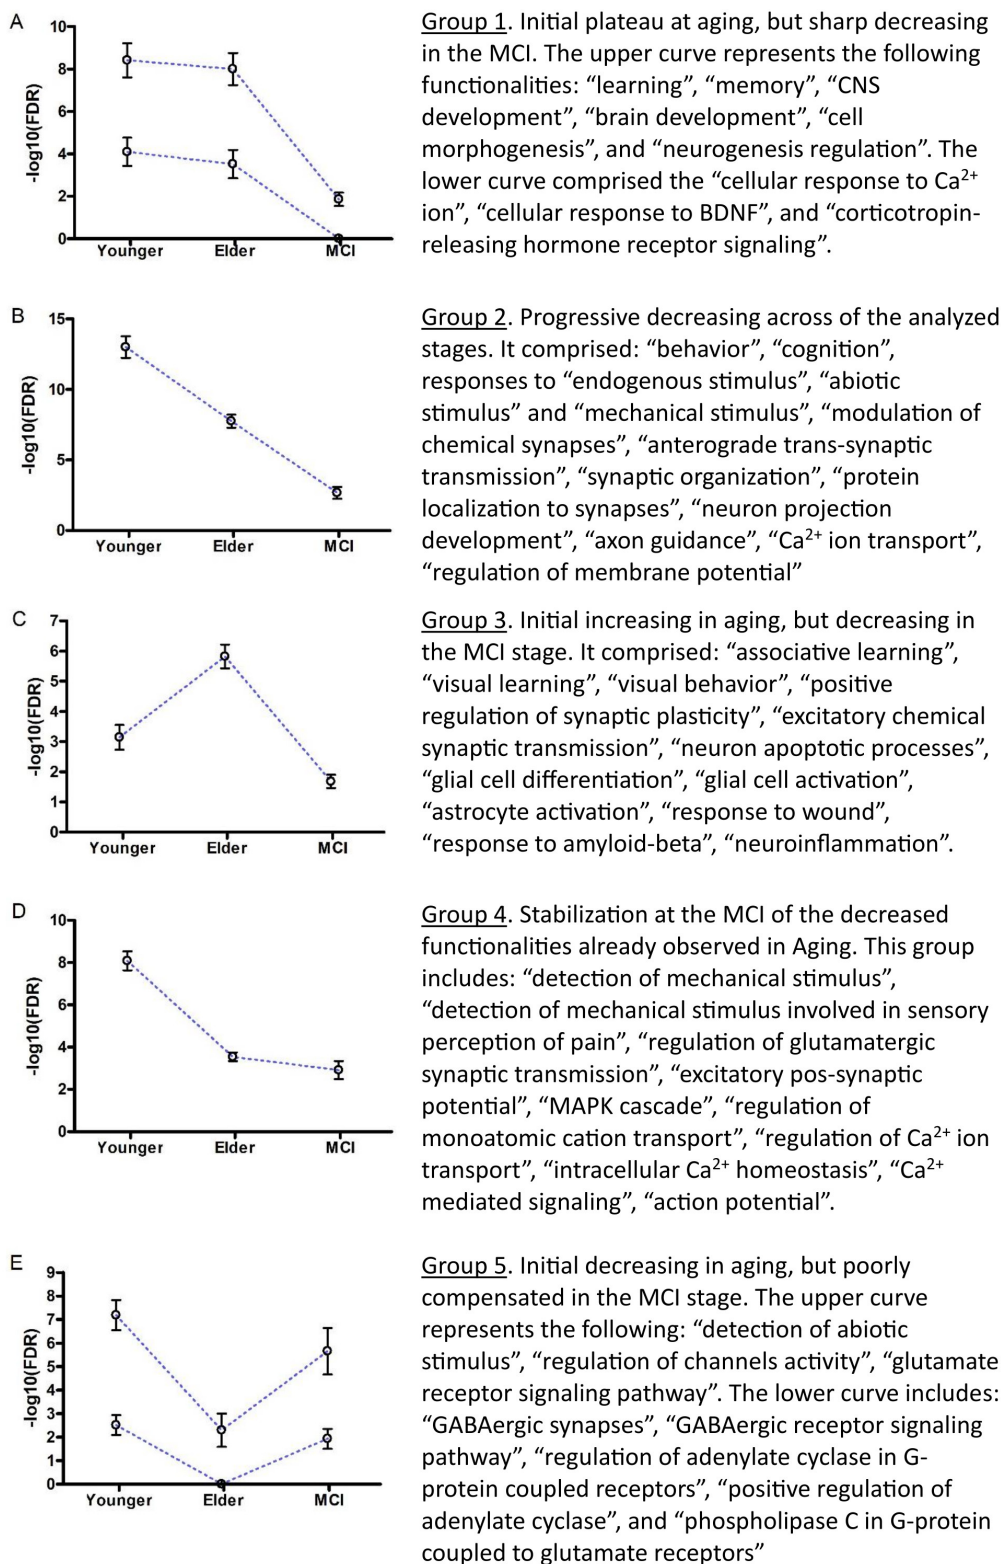 A
10
8
6
4
2
0
-log10(FDR)
Younger Elder MCI
Group 1. Initial plateau at aging, but sharp decreasing
in the MCI. The upper curve represents the following
functionalities: “learning”, “memory”, “CNS
development”, “brain development”, “cell
morphogenesis”, and “neurogenesis regulation”. The
lower curve comprised the “cellular response to Ca²⁺
ion”, “cellular response to BDNF”, and “corticotropin-
releasing hormone receptor signaling”.
B
15
10
5
0
-log10(FDR)
Younger Elder MCI
Group 2. Progressive decreasing across of the analyzed
stages. It comprised: “behavior”, “cognition”,
responses to “endogenous stimulus”, “abiotic
stimulus” and “mechanical stimulus”, “modulation of
chemical synapses”, “anterograde trans-synaptic
transmission”, “synaptic organization”, “protein
localization to synapses”, “neuron projection
development”, “axon guidance”, “Ca²⁺ ion transport”,
“regulation of membrane potential”
C
7
6
5
4
3
2
1
0
-log10(FDR)
Younger Elder MCI
Group 3. Initial increasing in aging, but decreasing in
the MCI stage. It comprised: “associative learning”,
“visual learning”, “visual behavior”, “positive
regulation of synaptic plasticity”, “excitatory chemical
synaptic transmission”, “neuron apoptotic processes”,
“glial cell differentiation”, “glial cell activation”,
“astrocyte activation”, “response to wound”,
“response to amyloid-beta”, “neuroinflammation”.
D
10
8
6
4
2
0
-log10(FDR)
Younger Elder MCI
Group 4. Stabilization at the MCI of the decreased
functionalities already observed in Aging. This group
includes: “detection of mechanical stimulus”,
“detection of mechanical stimulus involved in sensory
perception of pain”, “regulation of glutamatergic
synaptic transmission”, “excitatory pos-synaptic
potential”, “MAPK cascade”, “regulation of
monoatomic cation transport”, “regulation of Ca²⁺ ion
transport”, “intracellular Ca²⁺ homeostasis”, “Ca²⁺
mediated signaling”, “action potential”.
E
9
8
7
6
5
4
3
2
1
0
-log10(FDR)
Younger Elder MCI
Group 5. Initial decreasing in aging, but poorly
compensated in the MCI stage. The upper curve
represents the following: “detection of abiotic
stimulus”, “regulation of channels activity”, “glutamate
receptor signaling pathway”. The lower curve includes:
“GABAergic synapses”, “GABAergic receptor signaling
pathway”, “regulation of adenylate cyclase in G-
protein coupled receptors”, “positive regulation of
adenylate cyclase”, and “phospholipase C in G-protein
coupled to glutamate receptors”